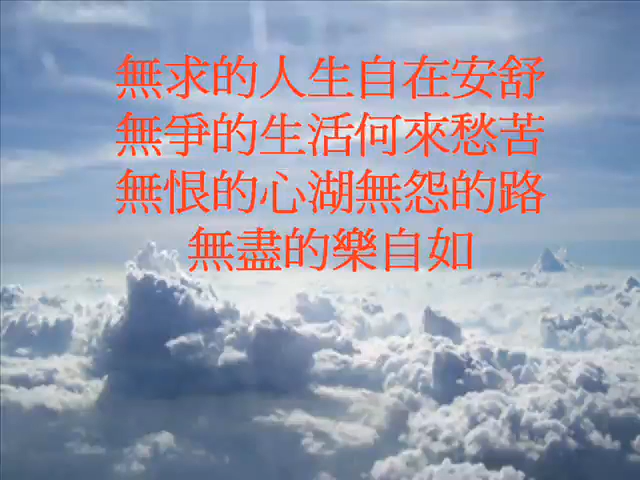 無求的人生自在安舒
無爭的生活何來愁苦
無恨的心湖無怨的路
無盡的樂自如